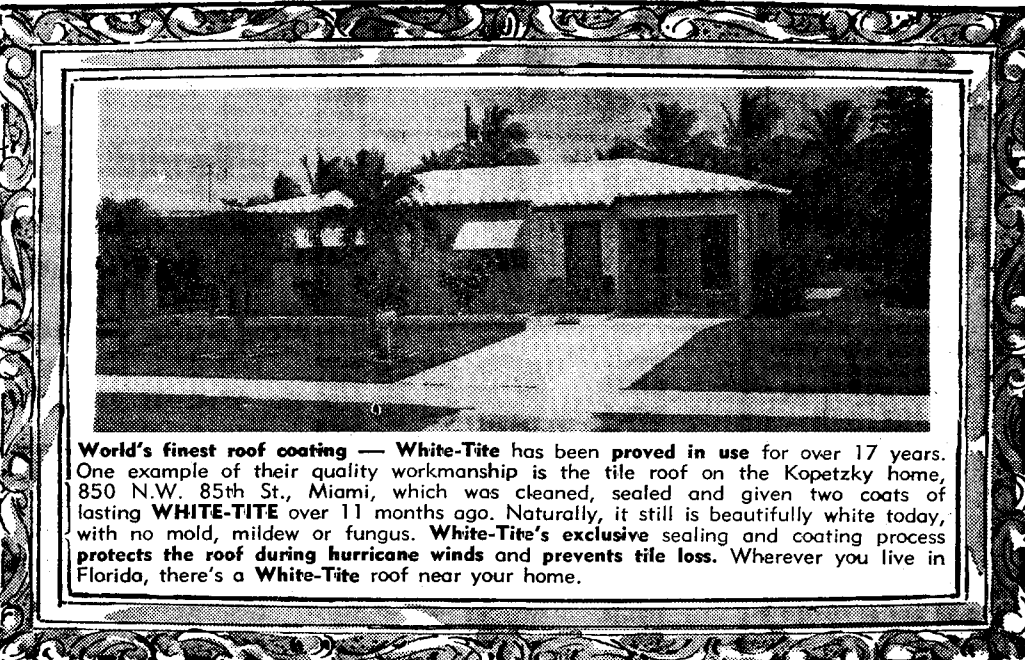 World's finest roof coating — White-Tite has been proved in use for over 17 years.
One example of their quality workmanship is the tile roof on the Kopetzky home,
850 N.W. 85th St., Miami, which was cleaned, sealed and given two coats of
lasting WHITE-TITE over 11 months ago. Naturally, it still is beautifully white today,
with no mold, mildew or fungus. White-Tite's exclusive sealing and coating process
protects the roof during hurricane winds and prevents tile loss. Wherever you live in
Florida, there's a White-Tite roof near your home.